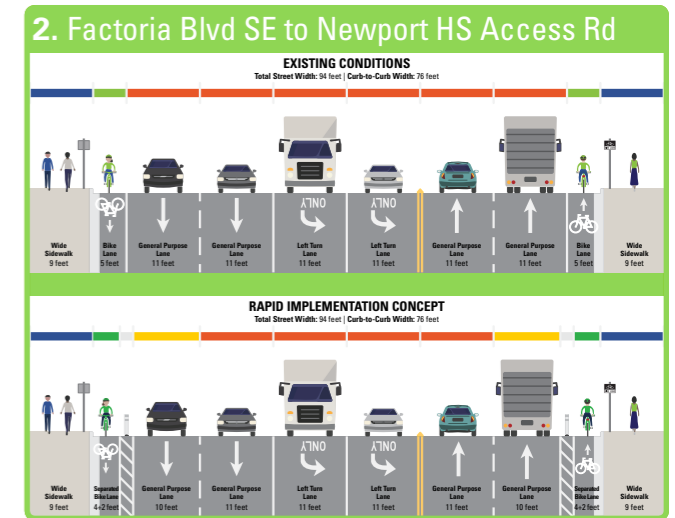 2. Factoria Blvd SE to Newport HS Access Rd
EXISTING CONDITIONS
Total Street Width: 94 feet | Curb-to-Curb Width: 76 feet
ONLY
ONLY
Wide
Sidewalk
9 feet
Bike
Lane
5 feet
General Purpose
Lane
11 feet
General Purpose
Lane
11 feet
Left Turn
Lane
11 feet
Left Turn
Lane
11 feet
General Purpose
Lane
11 feet
General Purpose
Lane
11 feet
Bike
Lane
5 feet
Wide
Sidewalk
9 feet
RAPID IMPLEMENTATION CONCEPT
Total Street Width: 94 feet | Curb-to-Curb Width: 76 feet
ONLY
ONLY
Wide
Sidewalk
9 feet
Separated
Bike Lane
4+2 feet
General Purpose
Lane
10 feet
General Purpose
Lane
11 feet
Left Turn
Lane
11 feet
Left Turn
Lane
11 feet
General Purpose
Lane
11 feet
General Purpose
Lane
10 feet
Separated
Bike Lane
4+2 feet
Wide
Sidewalk
9 feet